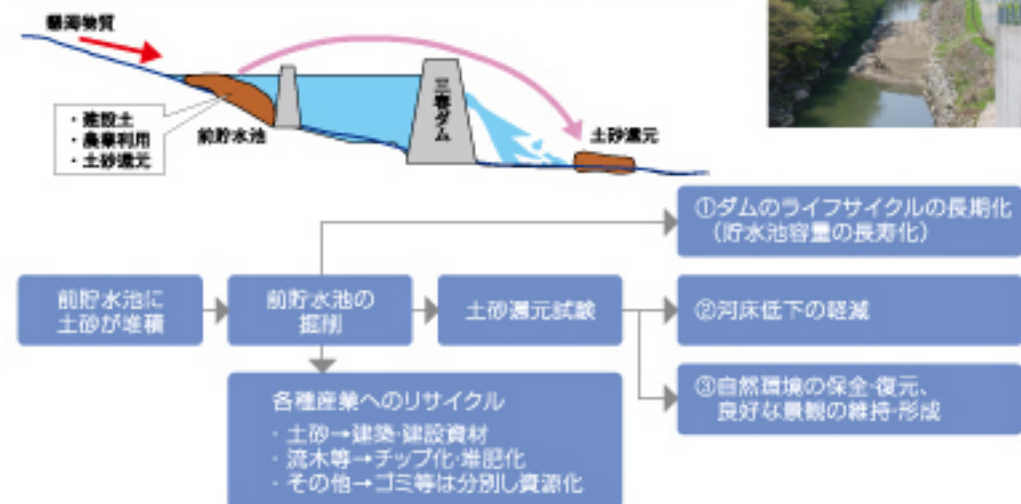 懸濁物質
・建設土
・農業利用
・土砂還元
前貯水池
三春ダム
土砂還元
①ダムのライフサイクルの長期化
（貯水池容量の長寿化）
前貯水池に
土砂が堆積
前貯水池の
掘削
土砂還元試験
②河床低下の軽減
③自然環境の保全・復元、
良好な景観の維持・形成
各種産業へのリサイクル
・土砂→建築・建設資材
・流木等→チップ化・堆肥化
・その他→ゴミ等は分別し資源化